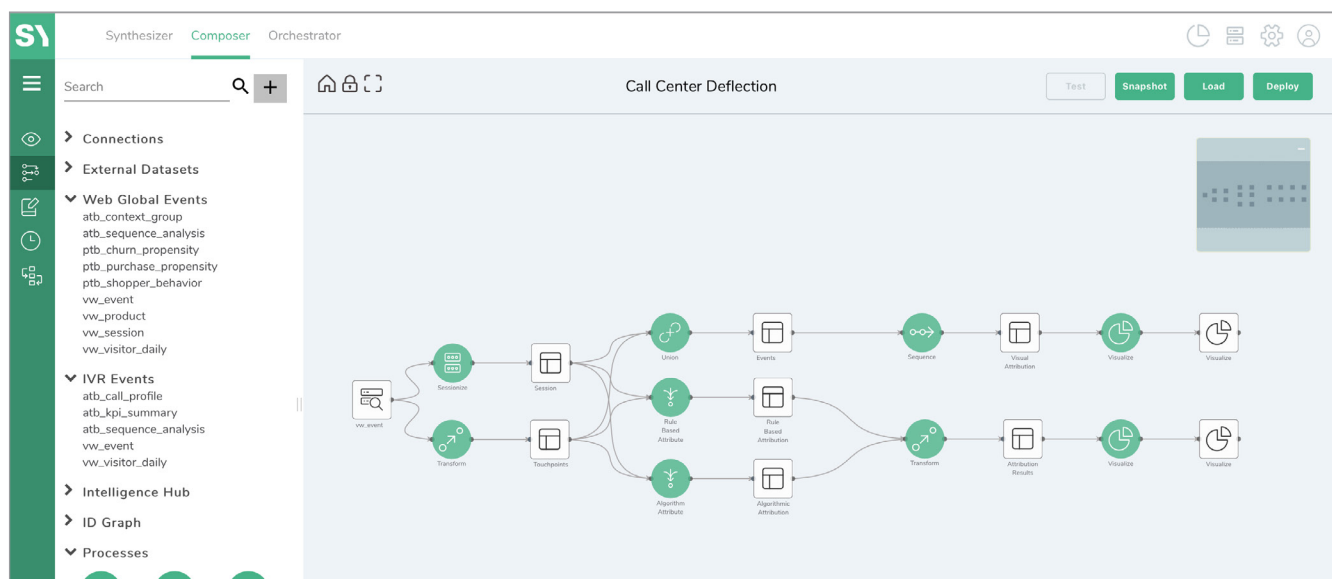 SY
Synthesizer Composer Orchestrator
Search
+
Call Center Deflection
Test Snapshot Load Deploy
Connections
External Datasets
Web Global Events
atb_context_group
atb_sequence_analysis
ptb_churn_propensity
ptb_purchase_propensity
ptb_shopper_behavior
vw_event
vw_product
vw_session
vw_visitor_daily
IVR Events
atb_call_profile
atb_kpi_summary
atb_sequence_analysis
vw_event
vw_visitor_daily
Intelligence Hub
ID Graph
Processes
vw_event
Sessionize
Session
Transform
Touchpoints
Union
Events
Sequence
Visual
Attribution
Visualize
Visualize
Rule
Based
Attribute
Rule
Based
Attribution
Transform
Attribution
Results
Visualize
Visualize
Algorithm
Attribute
Algorithmic
Attribution